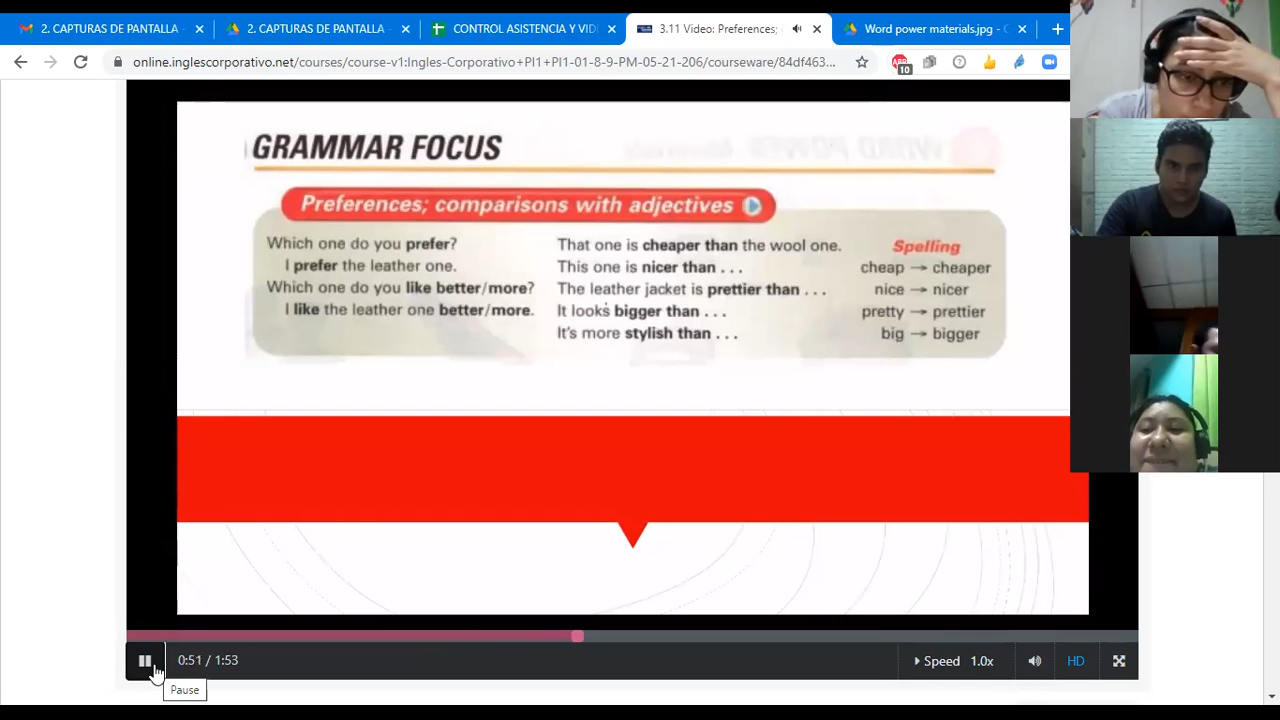 2. CAPTURAS DE PANTALLA -
2. CAPTURAS DE PANTALLA -
CONTROL ASISTENCIA Y VID
3.11 Video: Preferences;
Word power materials.jpg - G
online.inglescorporativo.net/courses/course-v1:Ingles-Corporativo+PI1+PI1-01-8-9-PM-05-21-206/courseware/84df463...
10
GRAMMAR FOCUS
Preferences; comparisons with adjectives
Which one do you prefer?
I prefer the leather one.
Which one do you like better/more?
I like the leather one better/more.
That one is cheaper than the wool one.
This one is nicer than . . .
The leather jacket is prettier than . . .
It looks bigger than . . .
It's more stylish than . . .
Spelling
cheap → cheaper
nice → nicer
pretty → prettier
big → bigger
0:51 / 1:53
Speed 1.0x
HD
Pause